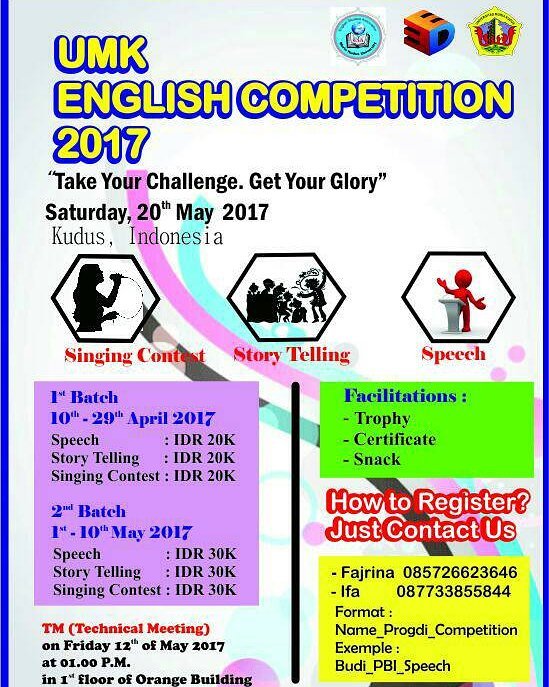 UMK
ENGLISH COMPETITION
2017
“Take Your Challenge. Get Your Glory”
Saturday, 20th May 2017
Kudus, Indonesia
Singing Contest
Story Telling
Speech
1st Batch
10th - 29th April 2017
Speech : IDR 20K
Story Telling : IDR 20K
Singing Contest : IDR 20K
2nd Batch
1st - 10th May 2017
Speech : IDR 30K
Story Telling : IDR 30K
Singing Contest : IDR 30K
TM (Technical Meeting)
on Friday 12th of May 2017
at 01.00 P.M.
in 1st floor of Orange Building
Facilitations :
- Trophy
- Certificate
- Snack
How to Register?
Just Contact Us
- Fajrina 085726623646
- Ifa 087733855844
Format :
Name_Progdi_Competition
Exemple :
Budi_PBI_Speech